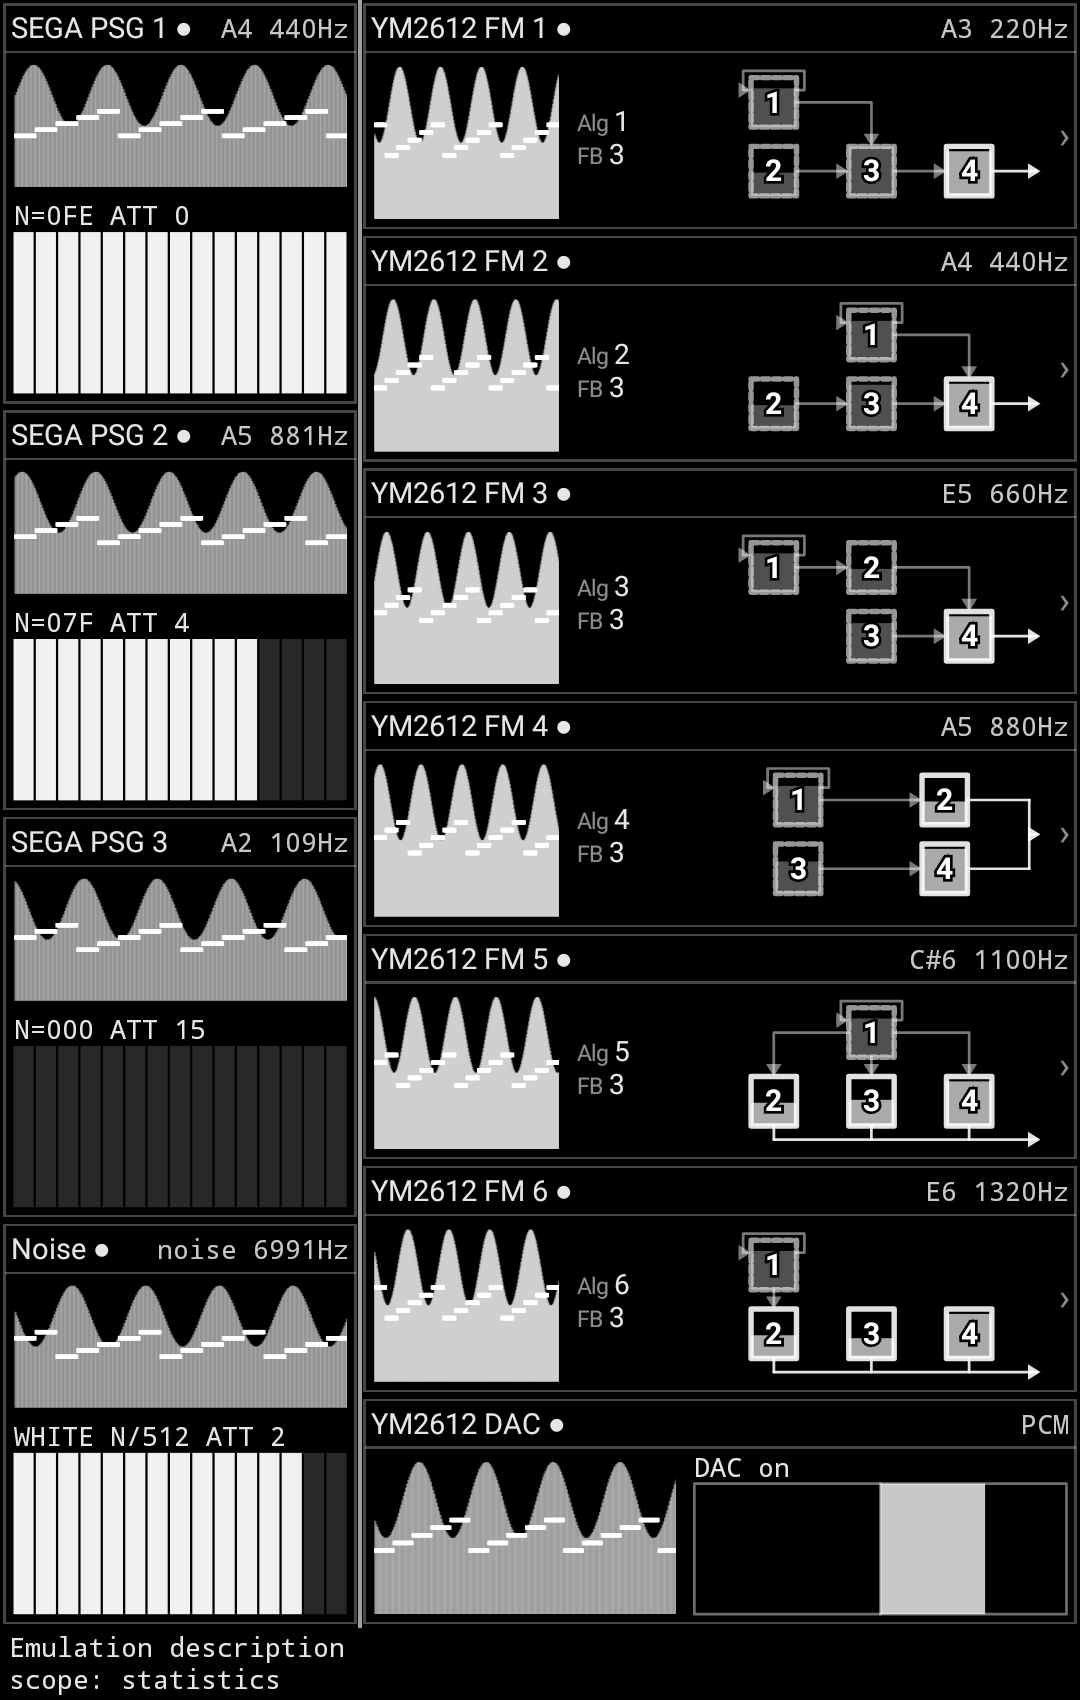 SEGA PSG 1 ● A4 440Hz
N=0FE ATT 0
SEGA PSG 2 ● A5 881Hz
N=07F ATT 4
SEGA PSG 3 A2 109Hz
N=000 ATT 15
Noise ● noise 6991Hz
WHITE N/512 ATT 2
YM2612 FM 1 ● A3 220Hz
Alg 1
FB 3
1
2 3 4 ›
YM2612 FM 2 ● A4 440Hz
Alg 2
FB 3
1
2 3 4 ›
YM2612 FM 3 ● E5 660Hz
Alg 3
FB 3
1 2
3 4 ›
YM2612 FM 4 ● A5 880Hz
Alg 4
FB 3
1 2
3 4 ›
YM2612 FM 5 ● C#6 1100Hz
Alg 5
FB 3
1
2 3 4 ›
YM2612 FM 6 ● E6 1320Hz
Alg 6
FB 3
1
2 3 4 ›
YM2612 DAC ● PCM
DAC on
Emulation description
scope: statistics